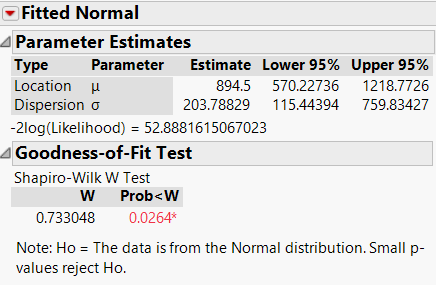 Fitted Normal
Parameter Estimates
Type Parameter Estimate Lower 95% Upper 95%
Location μ 894.5 570.22736 1218.7726
Dispersion σ 203.78829 115.44394 759.83427
-2log(Likelihood) = 52.8881615067023
Goodness-of-Fit Test
Shapiro-Wilk W Test
W Prob<W
0.733048 0.0264*
Note: Ho = The data is from the Normal distribution. Small p-
values reject Ho.